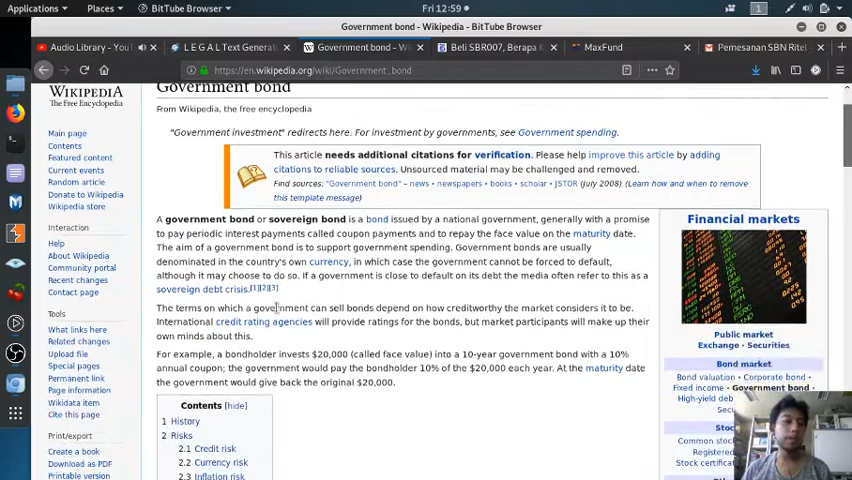 Applications
Places
BitTube Browser
Fri 12:59
1
Government bond - Wikipedia - BitTube Browser
Audio Library - You
L E G A L Text Generat
Government bond - Wi
Beli SBR007, Berapa K
MaxFund
Pemesanan SBN Ritel
https://en.wikipedia.org/wiki/Government_bond
WIKIPEDIA
The Free Encyclopedia
Main page
Contents
Featured content
Current events
Random article
Donate to Wikipedia
Wikipedia store
Interaction
Help
About Wikipedia
Community portal
Recent changes
Contact page
Tools
What links here
Related changes
Upload file
Special pages
Permanent link
Page information
Wikidata item
Cite this page
Print/export
Create a book
Download as PDF
Printable version
Government bond
From Wikipedia, the free encyclopedia
"Government investment" redirects here. For investment by governments, see Government spending.
This article needs additional citations for verification. Please help improve this article by adding
citations to reliable sources. Unsourced material may be challenged and removed.
Find sources: "Government bond" – news · newspapers · books · scholar · JSTOR (July 2008) (Learn how and when to remove
this template message)
A government bond or sovereign bond is a bond issued by a national government, generally with a promise
to pay periodic interest payments called coupon payments and to repay the face value on the maturity date.
The aim of a government bond is to support government spending. Government bonds are usually
denominated in the country's own currency, in which case the government cannot be forced to default,
although it may choose to do so. If a government is close to default on its debt the media often refer to this as a
sovereign debt crisis.[1][2][3]
The terms on which a government can sell bonds depend on how creditworthy the market considers it to be.
International credit rating agencies will provide ratings for the bonds, but market participants will make up their
own minds about this.
For example, a bondholder invests $20,000 (called face value) into a 10-year government bond with a 10%
annual coupon; the government would pay the bondholder 10% of the $20,000 each year. At the maturity date
the government would give back the original $20,000.
Contents [hide]
1 History
2 Risks
2.1 Credit risk
2.2 Currency risk
2.3 Inflation risk
Financial markets
Public market
Exchange · Securities
Bond market
Bond valuation · Corporate bond ·
Fixed income · Government bond ·
High-yield deb
Stoc
Common stoc
Registered
Stock certifica